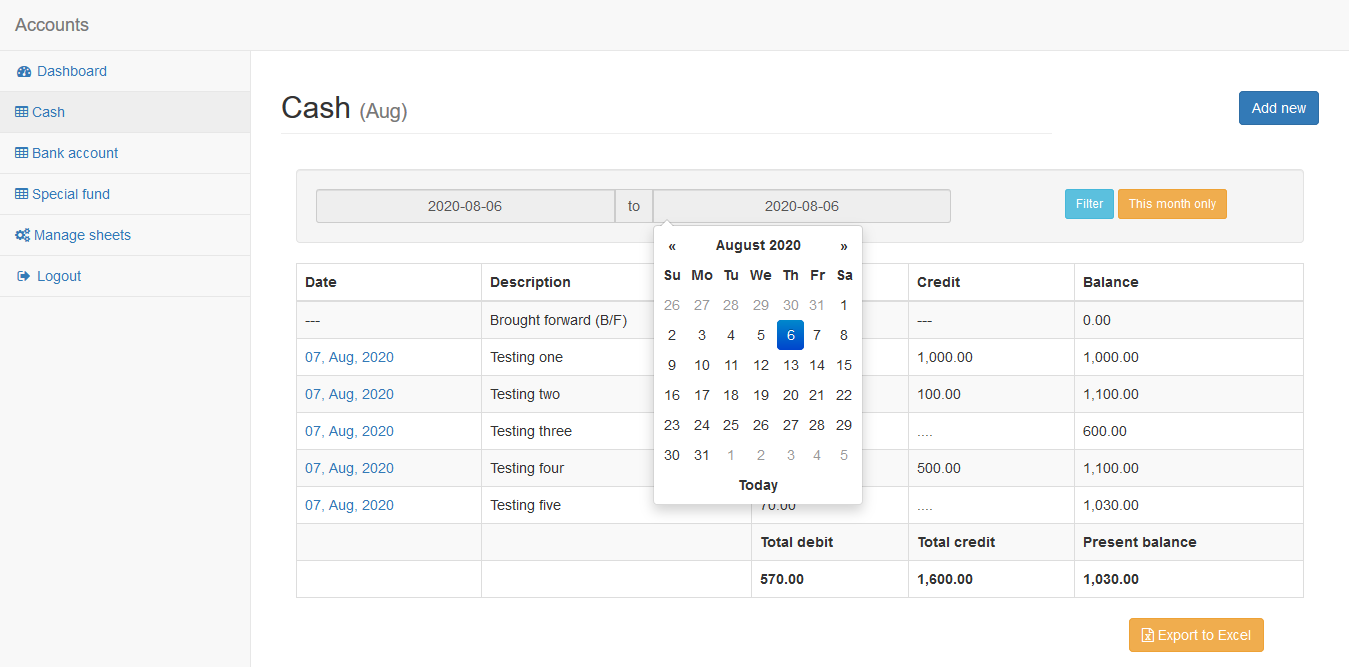 Accounts
Dashboard
Cash
Bank account
Special fund
Manage sheets
Logout
Cash (Aug)
Add new
2020-08-06 to 2020-08-06
Filter
This month only
« August 2020 »
Su Mo Tu We Th Fr Sa
26 27 28 29 30 31 1
2 3 4 5 6 7 8
9 10 11 12 13 14 15
16 17 18 19 20 21 22
23 24 25 26 27 28 29
30 31 1 2 3 4 5
Today
Date Description Credit Balance
--- Brought forward (B/F) --- 0.00
07, Aug, 2020 Testing one 1,000.00 1,000.00
07, Aug, 2020 Testing two 100.00 1,100.00
07, Aug, 2020 Testing three .... 600.00
07, Aug, 2020 Testing four 500.00 1,100.00
07, Aug, 2020 Testing five 70.00 .... 1,030.00
Total debit Total credit Present balance
570.00 1,600.00 1,030.00
Export to Excel